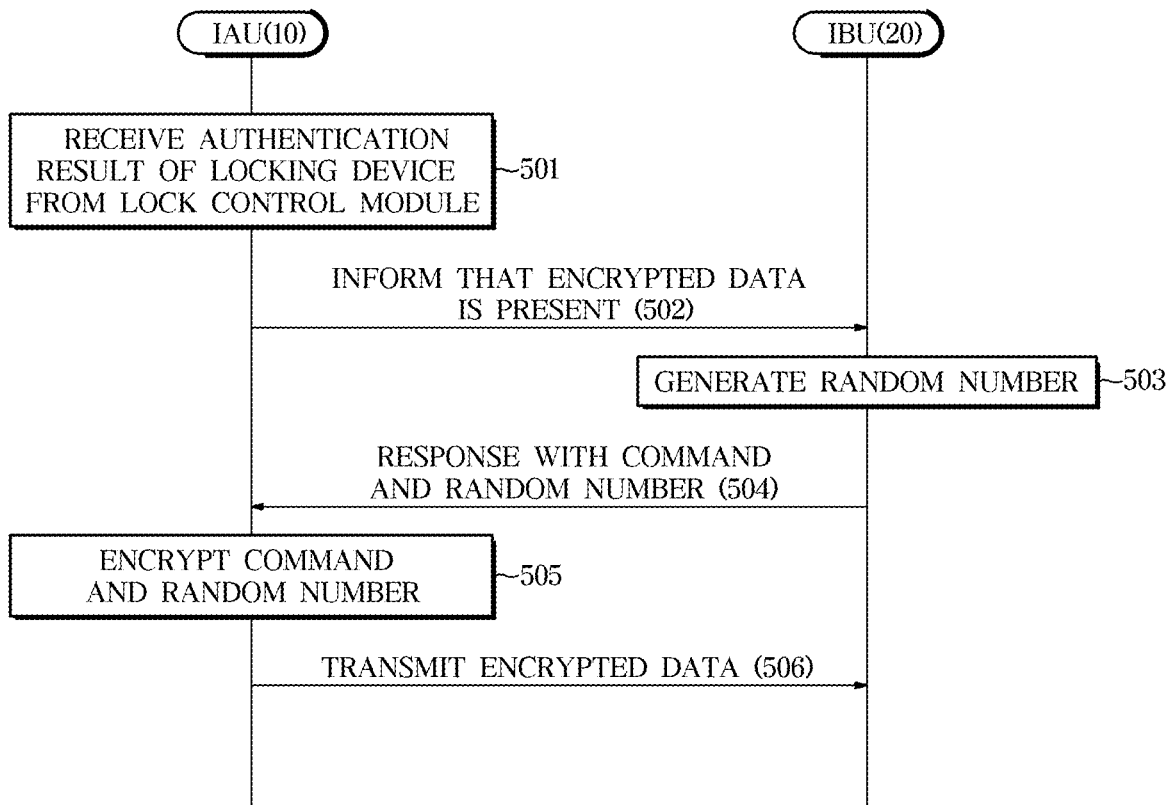 IAU(10)
IBU(20)
RECEIVE AUTHENTICATION
RESULT OF LOCKING DEVICE
FROM LOCK CONTROL MODULE
501
INFORM THAT ENCRYPTED DATA
IS PRESENT (502)
GENERATE RANDOM NUMBER
503
RESPONSE WITH COMMAND
AND RANDOM NUMBER (504)
ENCRYPT COMMAND
AND RANDOM NUMBER
505
TRANSMIT ENCRYPTED DATA (506)